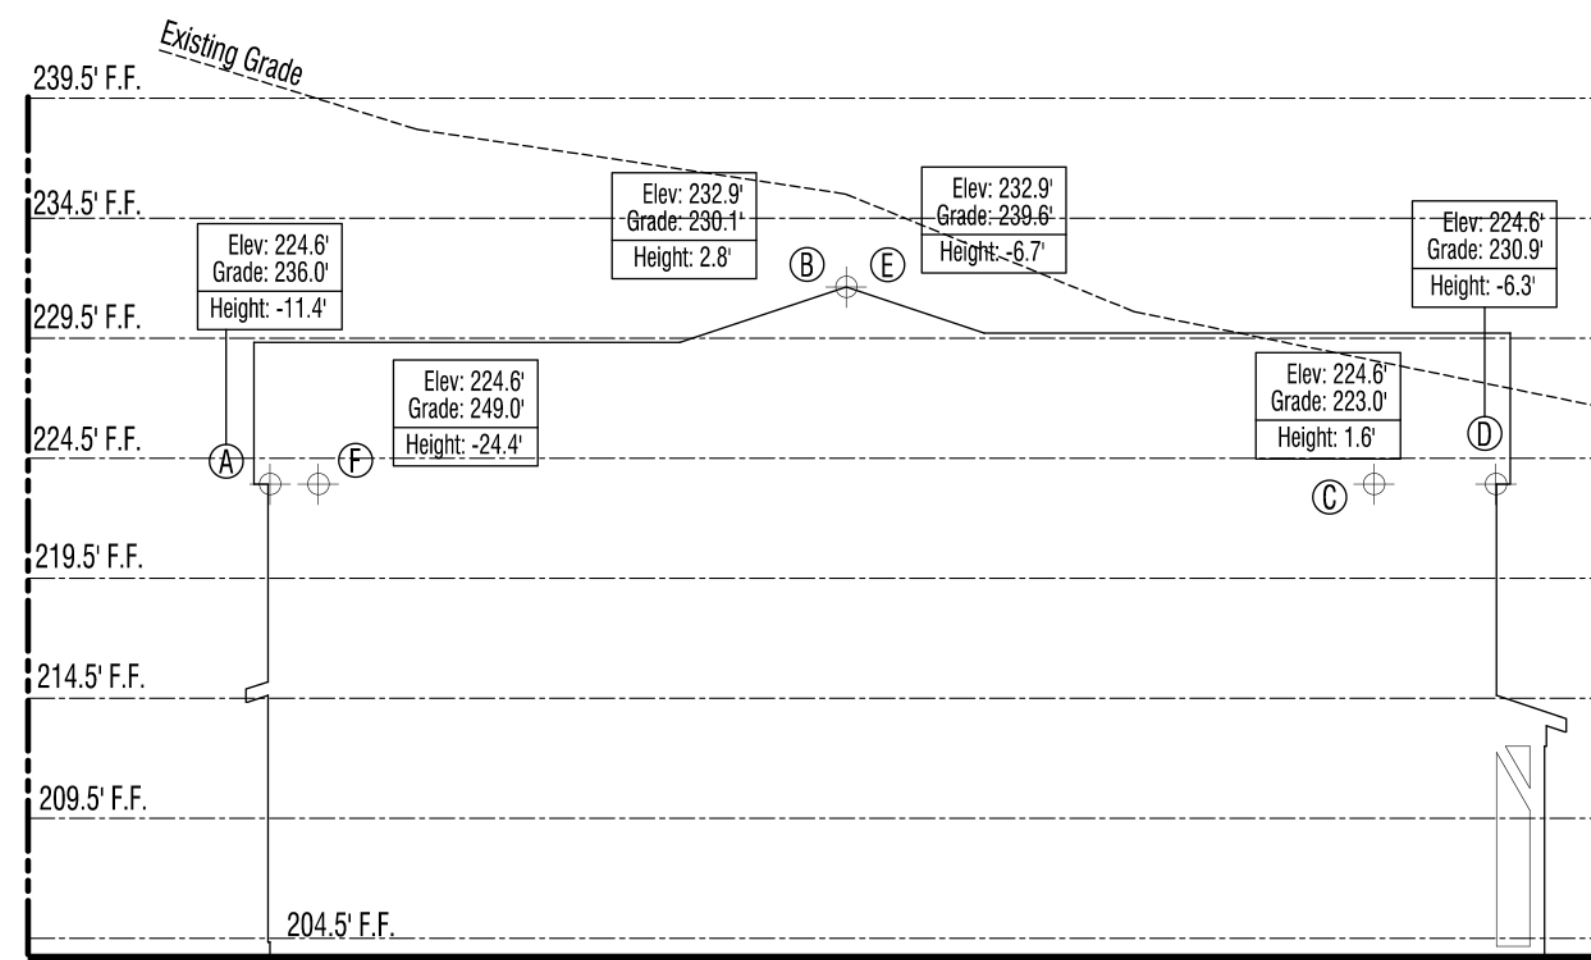 Existing Grade
239.5' F.F.
234.5' F.F.
Elev: 232.9'
Grade: 230.1'
Height: 2.8'
Elev: 232.9'
Grade: 239.6'
Height: -6.7'
Elev: 224.6'
Grade: 236.0'
Height: -11.4'
Elev: 224.6'
Grade: 230.9'
Height: -6.3'
B
E
229.5' F.F.
Elev: 224.6'
Grade: 249.0'
Height: -24.4'
Elev: 224.6'
Grade: 223.0'
Height: 1.6'
224.5' F.F.
A
F
D
C
219.5' F.F.
214.5' F.F.
209.5' F.F.
204.5' F.F.